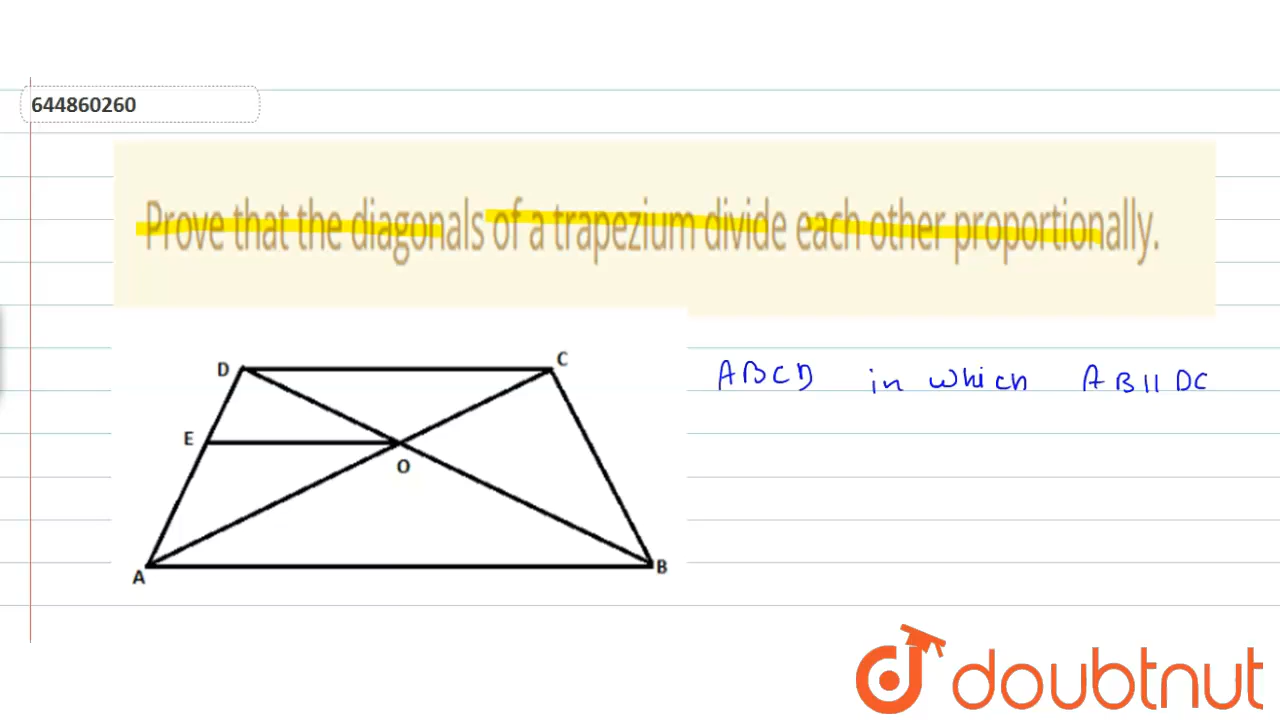 644860260
Prove that the diagonals of a trapezium divide each other proportionally.
D
C
ABCD in which AB || DC
E
O
A
B
doubtnut